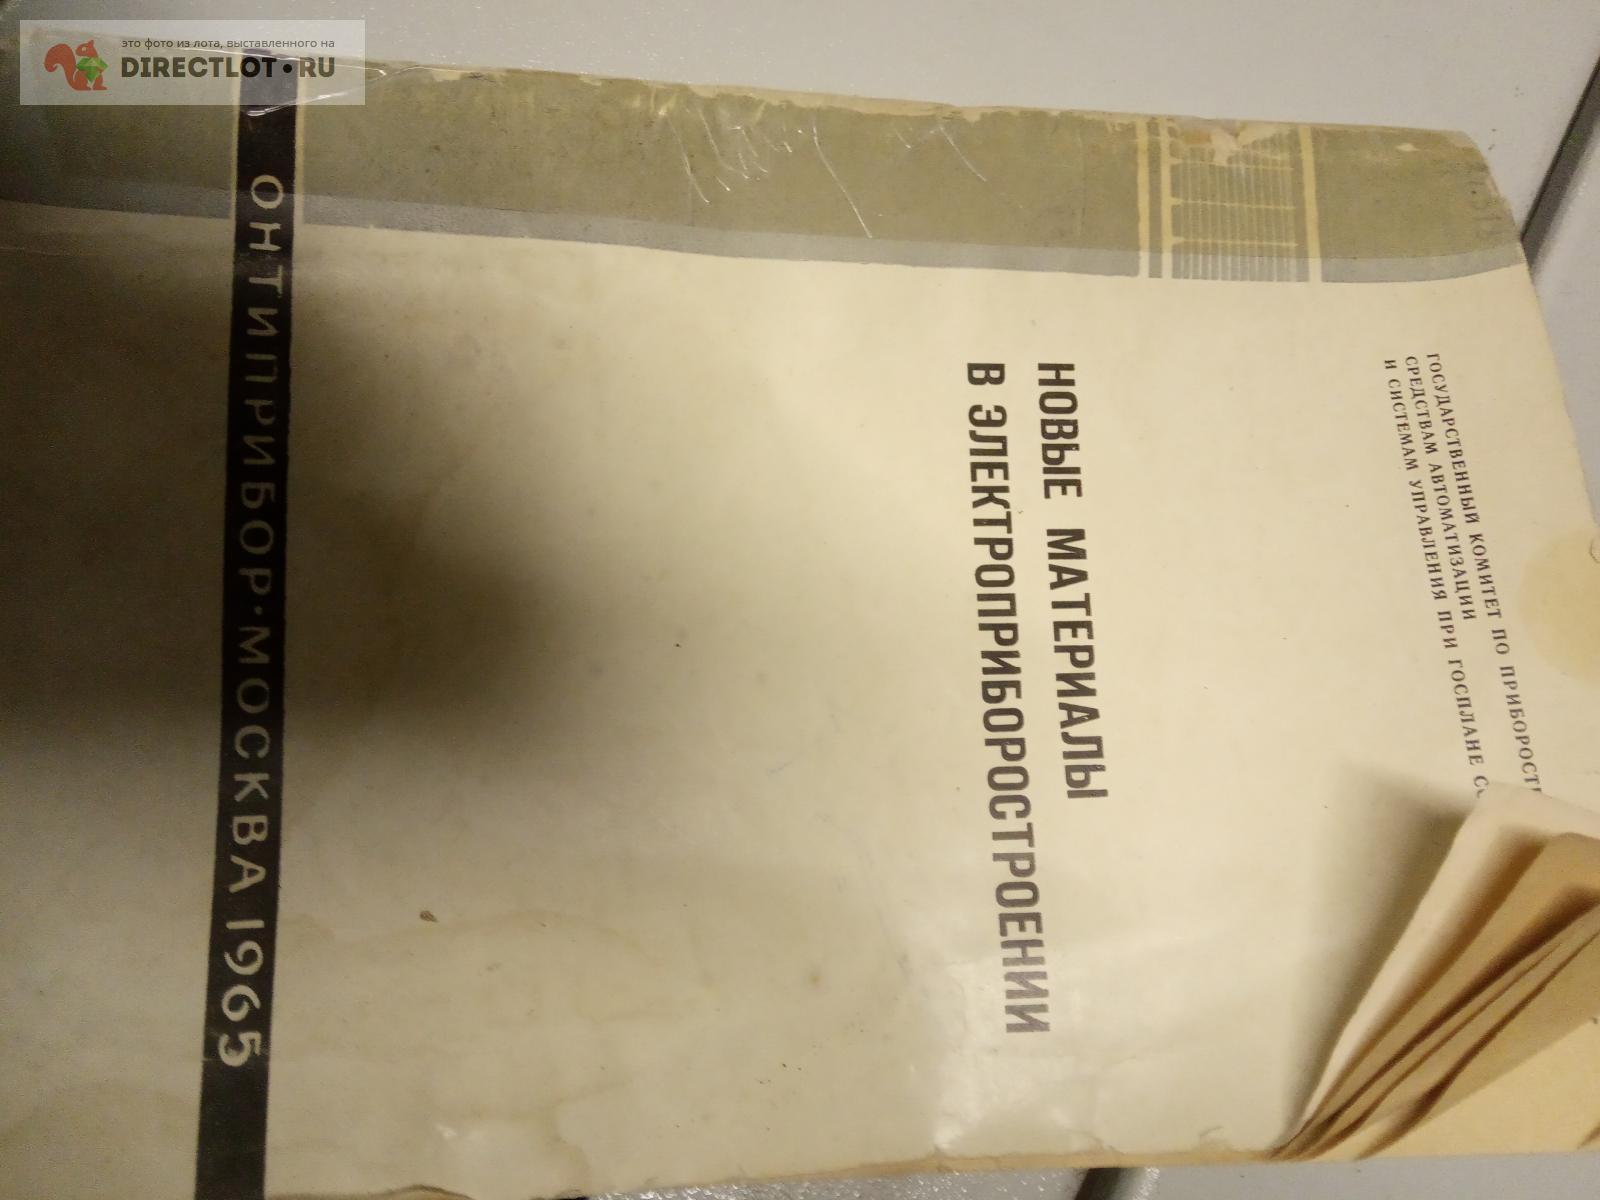 это фото из лота, выставленного на
DIRECTLOT.RU
ГОСУДАРСТВЕННЫЙ КОМИТЕТ ПО
СРЕДСТВАМ АВТОМАТИЗАЦИИ
И СИСТЕМАМ УПРАВЛЕНИЯ ПРИ ГОСПЛАНЕ
НОВЫЕ МАТЕРИАЛЫ
В ЭЛЕКТРОПРИБОРОСТРОЕНИИ
ОНТИПРИБОР·МОСКВА 1965